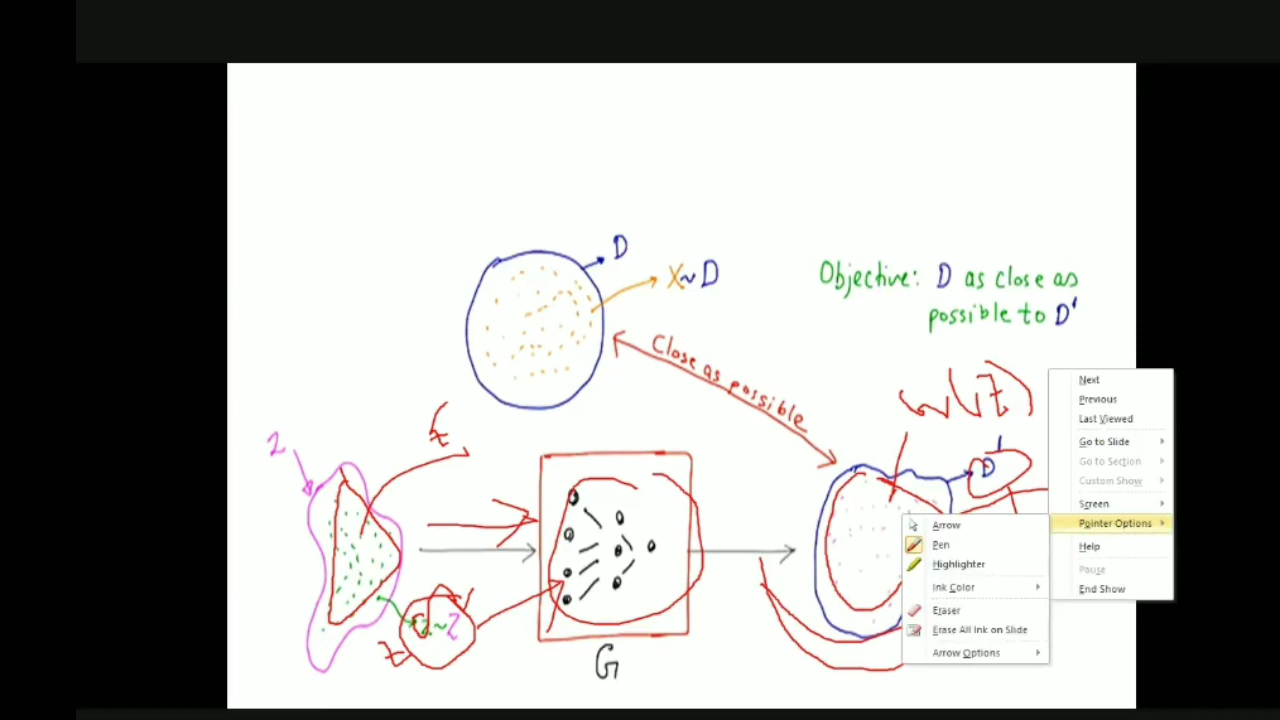 D
X~D
Objective: D as close as
possible to D'
Close as possible
Z
z
D'
z~Z
z
G
Next
Previous
Last Viewed
Go to Slide
Go to Section
Custom Show
Screen
Pointer Options
Help
Pause
End Show
Arrow
Pen
Highlighter
Ink Color
Eraser
Erase All Ink on Slide
Arrow Options